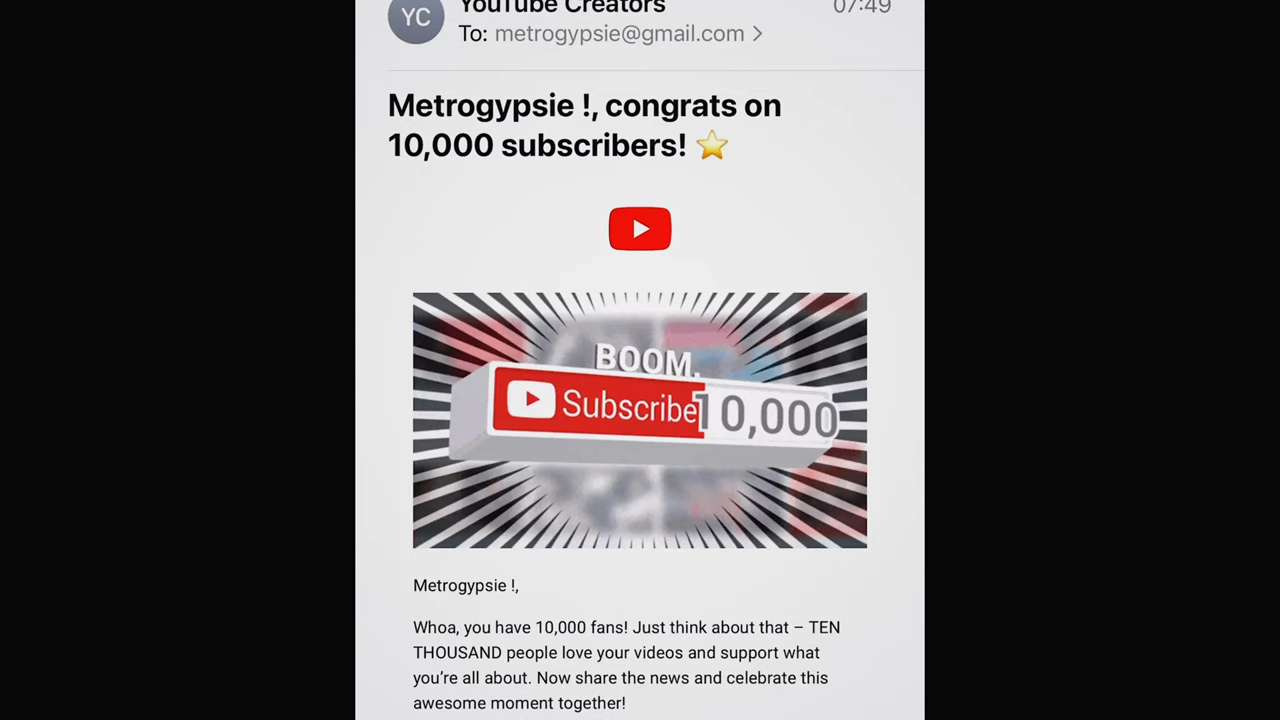 YouTube Creators
07:49
YC
To: metrogypsie@gmail.com >
Metrogypsie !, congrats on
10,000 subscribers! ⭐
BOOM.
Subscribe 10,000
Metrogypsie !,
Whoa, you have 10,000 fans! Just think about that – TEN
THOUSAND people love your videos and support what
you’re all about. Now share the news and celebrate this
awesome moment together!